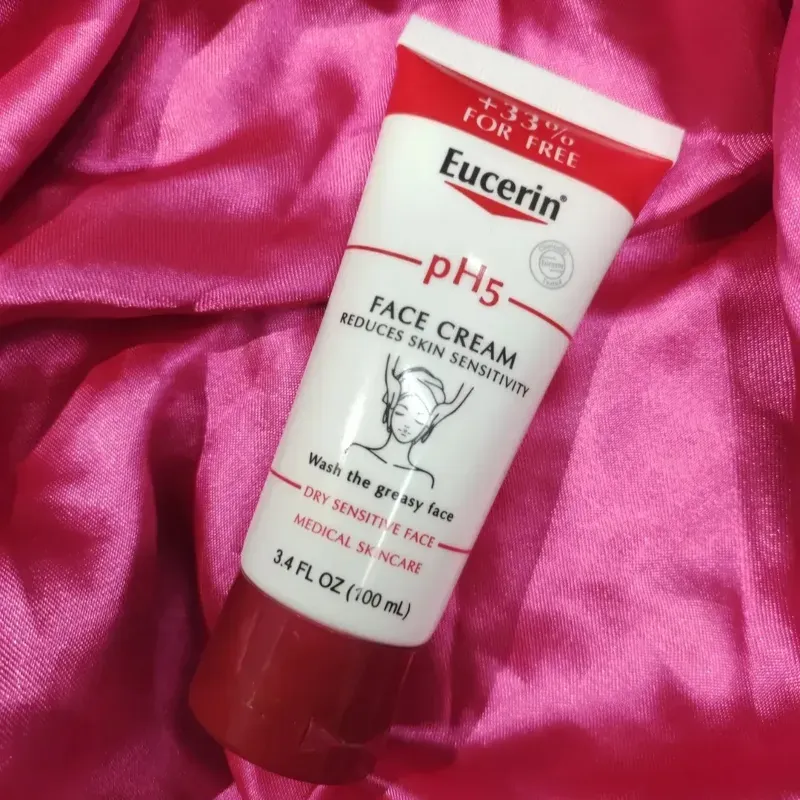 +33%
FOR FREE
Eucerin®
pH5
FACE CREAM
REDUCES SKIN SENSITIVITY
Wash the greasy face
DRY SENSITIVE FACE
MEDICAL SKINCARE
3.4 FL OZ (100 mL)